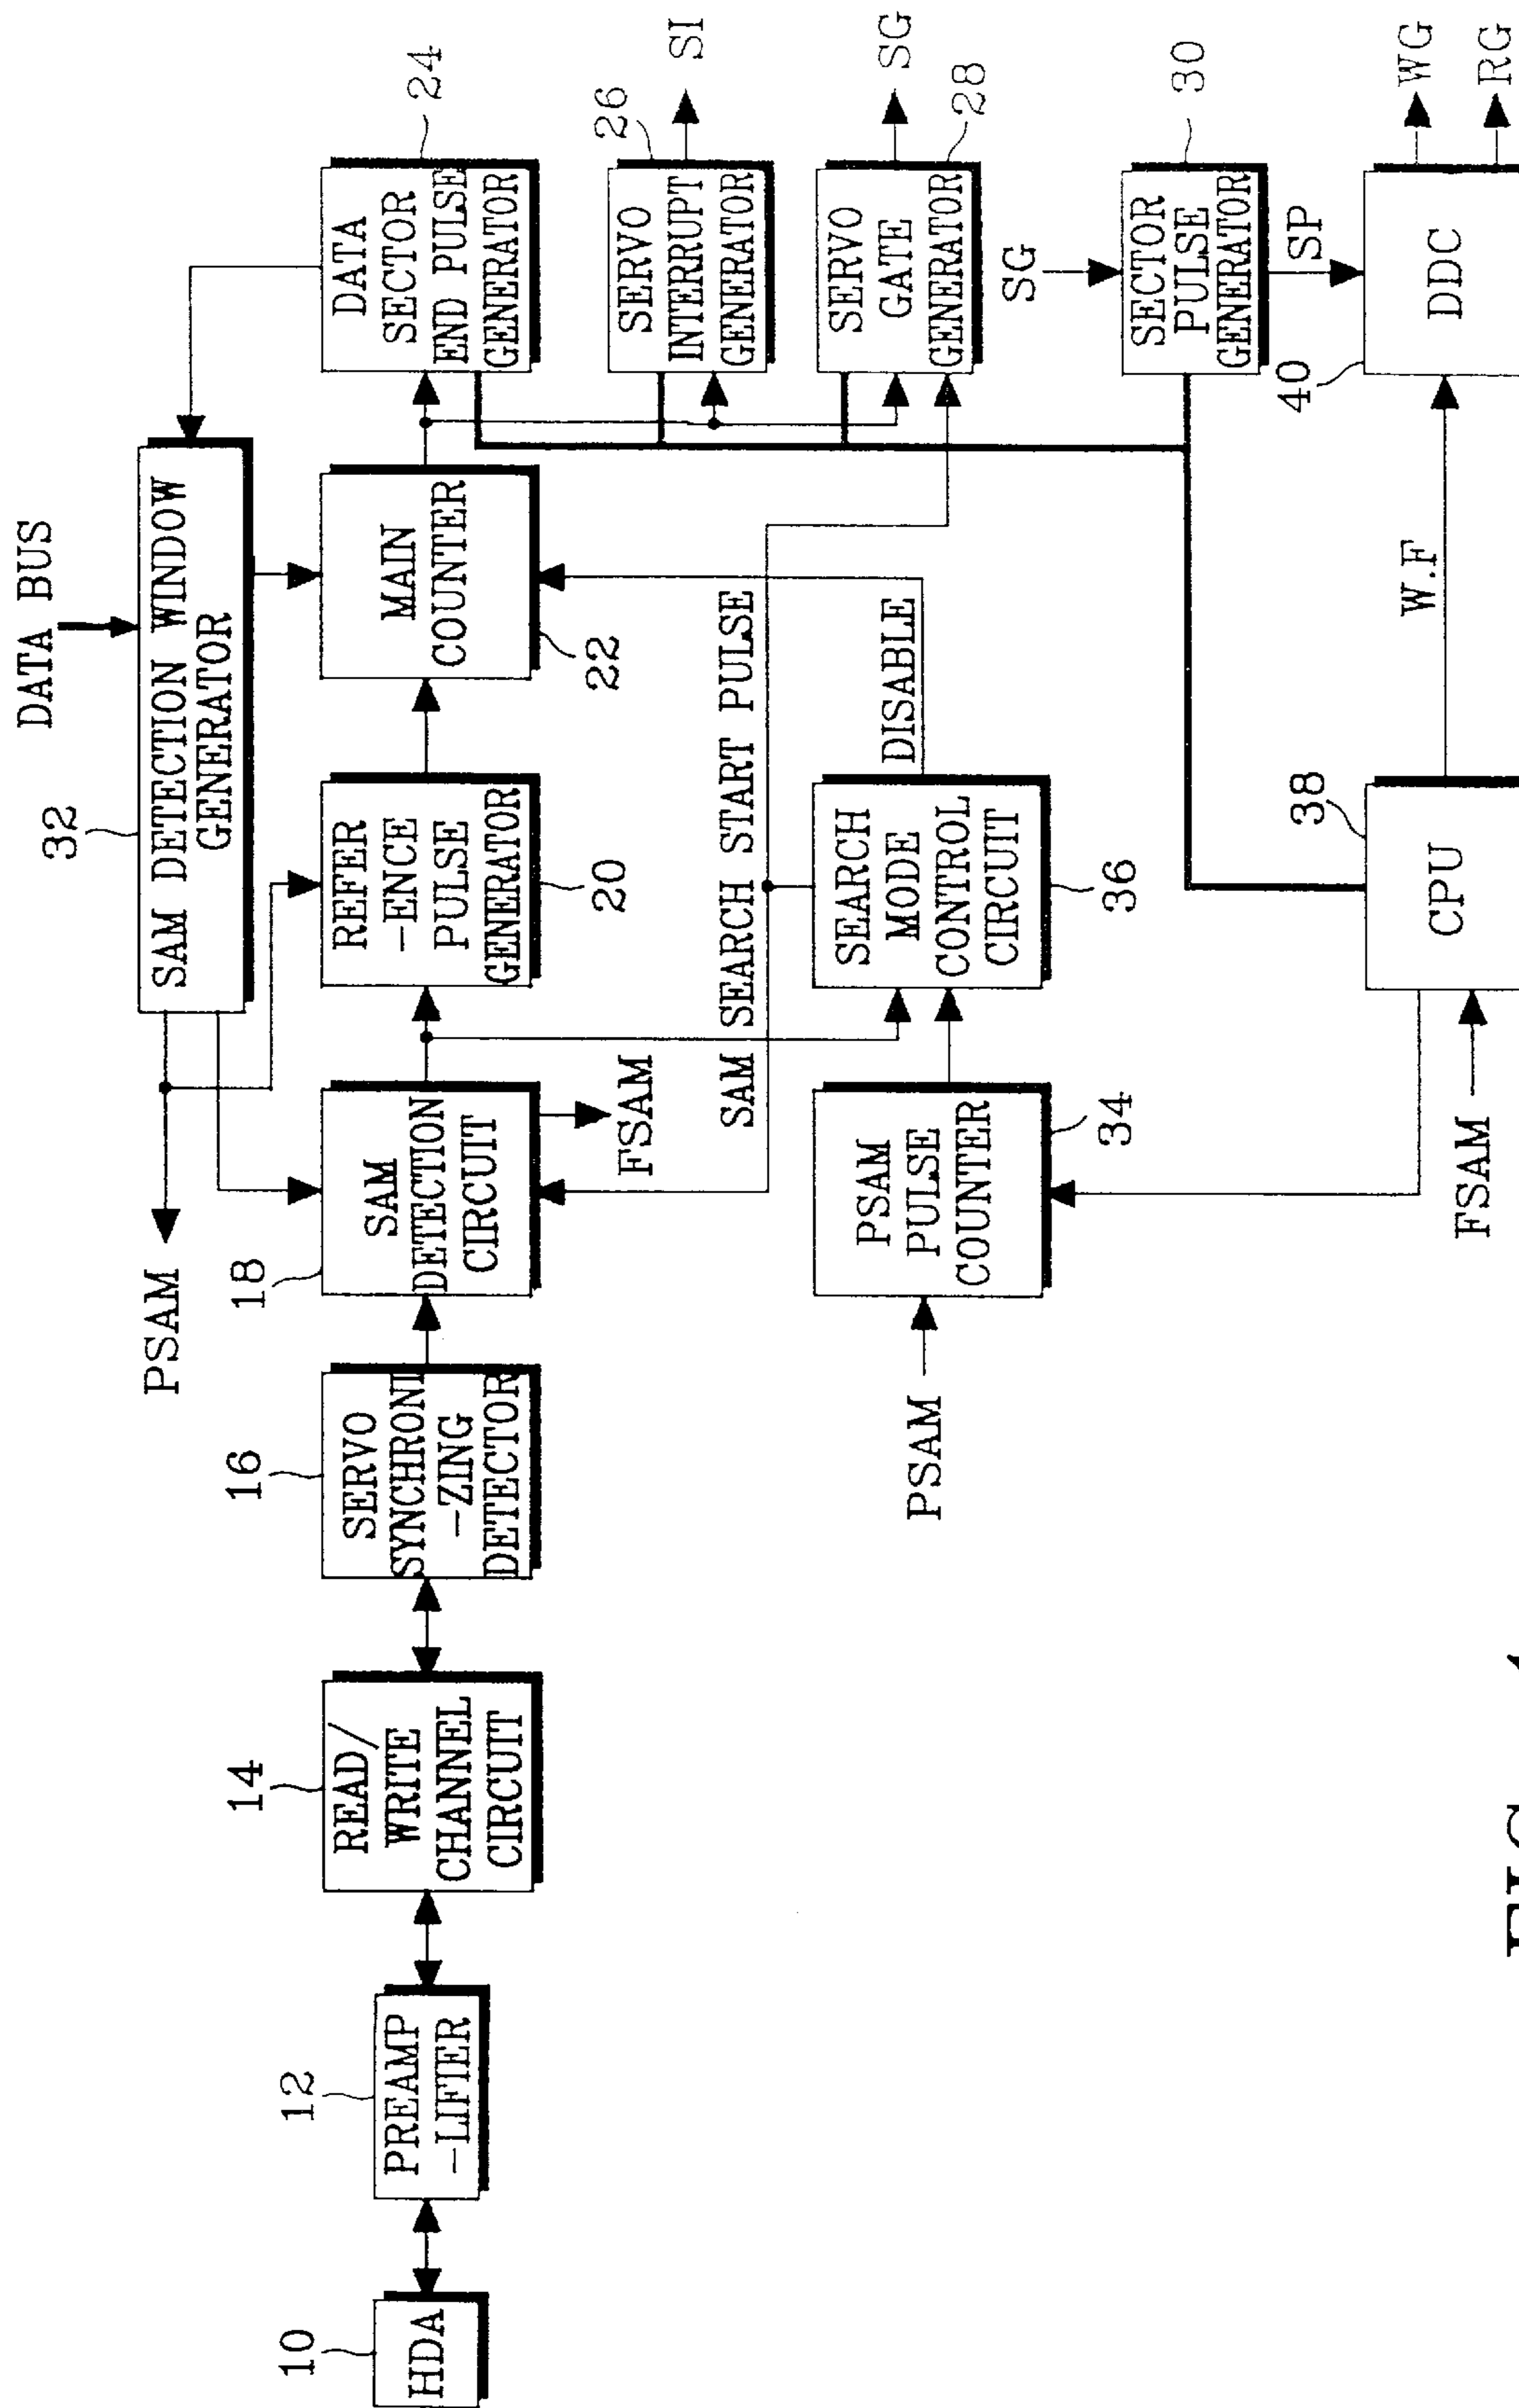 DATA BUS
32
SAM DETECTION WINDOW
GENERATOR
PSAM
10
HDA
12
PREAMP
-LIFIER
14
READ/
WRITE
CHANNEL
CIRCUIT
16
SERVO
SYNCHRONI
-ZING
DETECTOR
18
SAM
DETECTION
CIRCUIT
FSAM
REFER
-ENCE
PULSE
GENERATOR
20
MAIN
COUNTER
22
DATA
SECTOR
END PULSE
GENERATOR
24
SERVO
INTERRUPT
GENERATOR
26
SI
SERVO
GATE
GENERATOR
28
SG
SAM SEARCH START PULSE
DISABLE
PSAM
PSAM
PULSE
COUNTER
34
SEARCH
MODE
CONTROL
CIRCUIT
36
SG
SECTOR
PULSE
GENERATOR
30
SP
FSAM
38
CPU
W.F
40
DDC
WG
RG